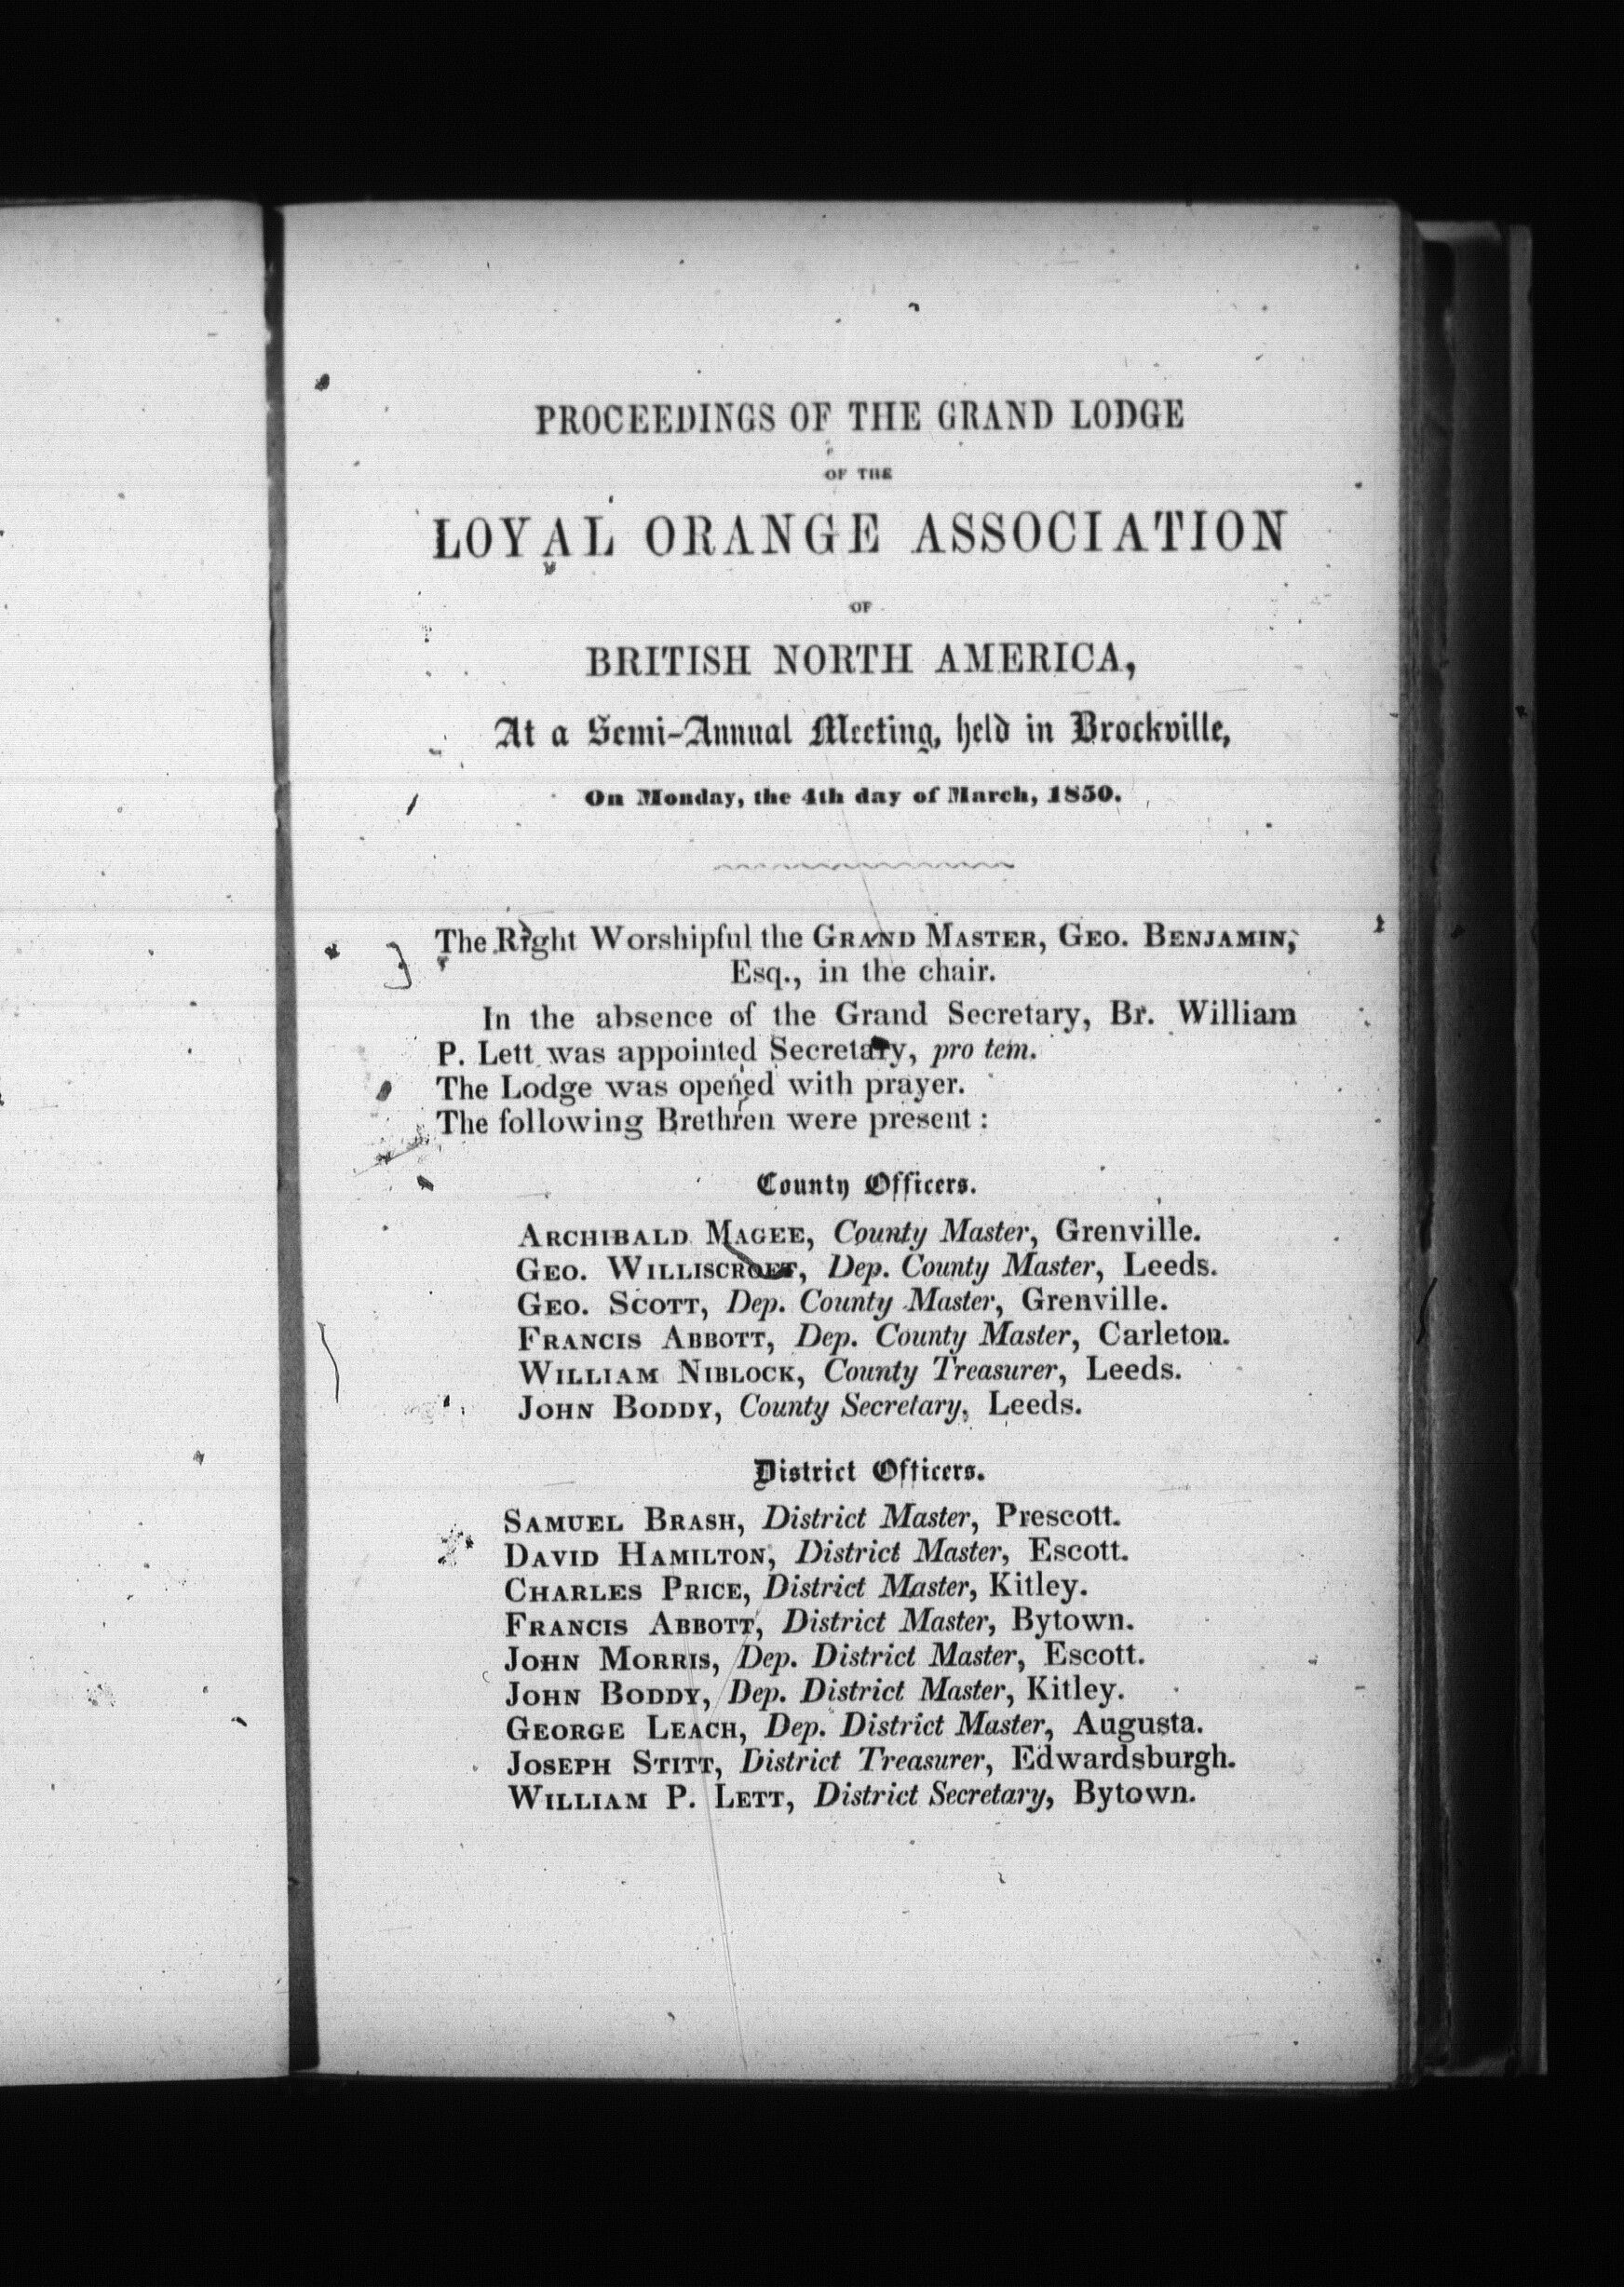 PROCEEDINGS OF THE GRAND LODGE
OF THE
LOYAL ORANGE ASSOCIATION
OF
BRITISH NORTH AMERICA,
At a Semi-Annual Meeting, held in Brockville,
On Monday, the 4th day of March, 1850.
The Right Worshipful the GRAND MASTER, GEO. BENJAMIN,
Esq., in the chair.
In the absence of the Grand Secretary, Br. William
P. Lett was appointed Secretary, pro tem.
The Lodge was opened with prayer.
The following Brethren were present:
County Officers.
ARCHIBALD MAGEE, County Master, Grenville.
GEO. WILLISCROFT, Dep. County Master, Leeds.
GEO. SCOTT, Dep. County Master, Grenville.
FRANCIS ABBOTT, Dep. County Master, Carleton.
WILLIAM NIBLOCK, County Treasurer, Leeds.
JOHN BODDY, County Secretary, Leeds.
District Officers.
SAMUEL BRASH, District Master, Prescott.
DAVID HAMILTON, District Master, Escott.
CHARLES PRICE, District Master, Kitley.
FRANCIS ABBOTT, District Master, Bytown.
JOHN MORRIS, Dep. District Master, Escott.
JOHN BODDY, Dep. District Master, Kitley.
GEORGE LEACH, Dep. District Master, Augusta.
JOSEPH STITT, District Treasurer, Edwardsburgh.
WILLIAM P. LETT, District Secretary, Bytown.